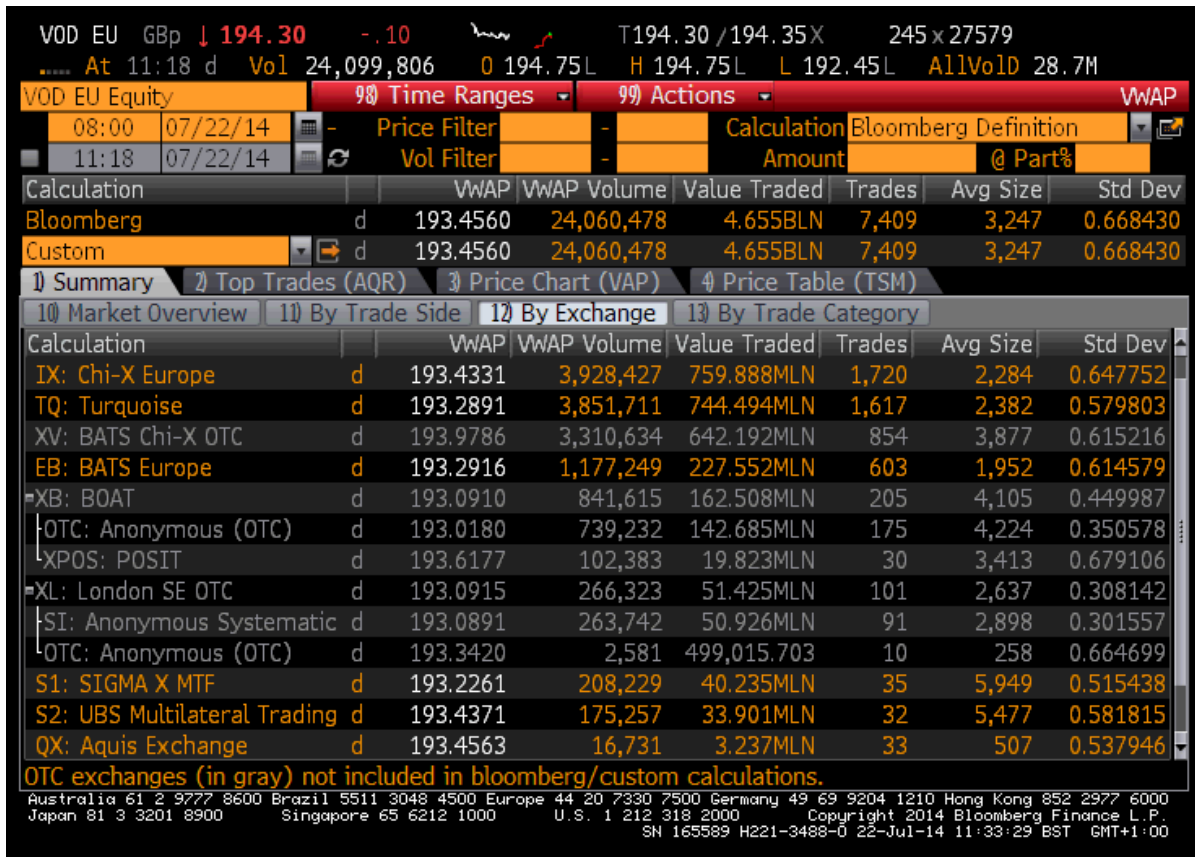 VOD EU GBp ↓ 194.30 -.10 T194.30 /194.35X 245 x 27579
At 11:18 d Vol 24,099,806 O 194.75L H 194.75L L 192.45L AllVolD 28.7M
VOD EU Equity 98) Time Ranges 99) Actions VWAP
08:00 07/22/14 - Price Filter - Calculation Bloomberg Definition
11:18 07/22/14 Vol Filter - Amount @ Part%
Calculation VWAP VWAP Volume Value Traded Trades Avg Size Std Dev
Bloomberg d 193.4560 24,060,478 4.655BLN 7,409 3,247 0.668430
Custom d 193.4560 24,060,478 4.655BLN 7,409 3,247 0.668430
1) Summary 2) Top Trades (AQR) 3) Price Chart (VAP) 4) Price Table (TSM)
10) Market Overview 11) By Trade Side 12) By Exchange 13) By Trade Category
Calculation VWAP VWAP Volume Value Traded Trades Avg Size Std Dev
IX: Chi-X Europe d 193.4331 3,928,427 759.888MLN 1,720 2,284 0.647752
TQ: Turquoise d 193.2891 3,851,711 744.494MLN 1,617 2,382 0.579803
XV: BATS Chi-X OTC d 193.9786 3,310,634 642.192MLN 854 3,877 0.615216
EB: BATS Europe d 193.2916 1,177,249 227.552MLN 603 1,952 0.614579
XB: BOAT d 193.0910 841,615 162.508MLN 205 4,105 0.449987
OTC: Anonymous (OTC) d 193.0180 739,232 142.685MLN 175 4,224 0.350578
XPOS: POSIT d 193.6177 102,383 19.823MLN 30 3,413 0.679106
XL: London SE OTC d 193.0915 266,323 51.425MLN 101 2,637 0.308142
SI: Anonymous Systematic d 193.0891 263,742 50.926MLN 91 2,898 0.301557
OTC: Anonymous (OTC) d 193.3420 2,581 499,015.703 10 258 0.664699
S1: SIGMA X MTF d 193.2261 208,229 40.235MLN 35 5,949 0.515438
S2: UBS Multilateral Trading d 193.4371 175,257 33.901MLN 32 5,477 0.581815
QX: Aquis Exchange d 193.4563 16,731 3.237MLN 33 507 0.537946
OTC exchanges (in gray) not included in bloomberg/custom calculations.
Australia 61 2 9777 8600 Brazil 5511 3048 4500 Europe 44 20 7330 7500 Germany 49 69 9204 1210 Hong Kong 852 2977 6000
Japan 81 3 3201 8900 Singapore 65 6212 1000 U.S. 1 212 318 2000 Copyright 2014 Bloomberg Finance L.P.
SN 165589 H221-3488-0 22-Jul-14 11:33:29 BST GMT+1:00